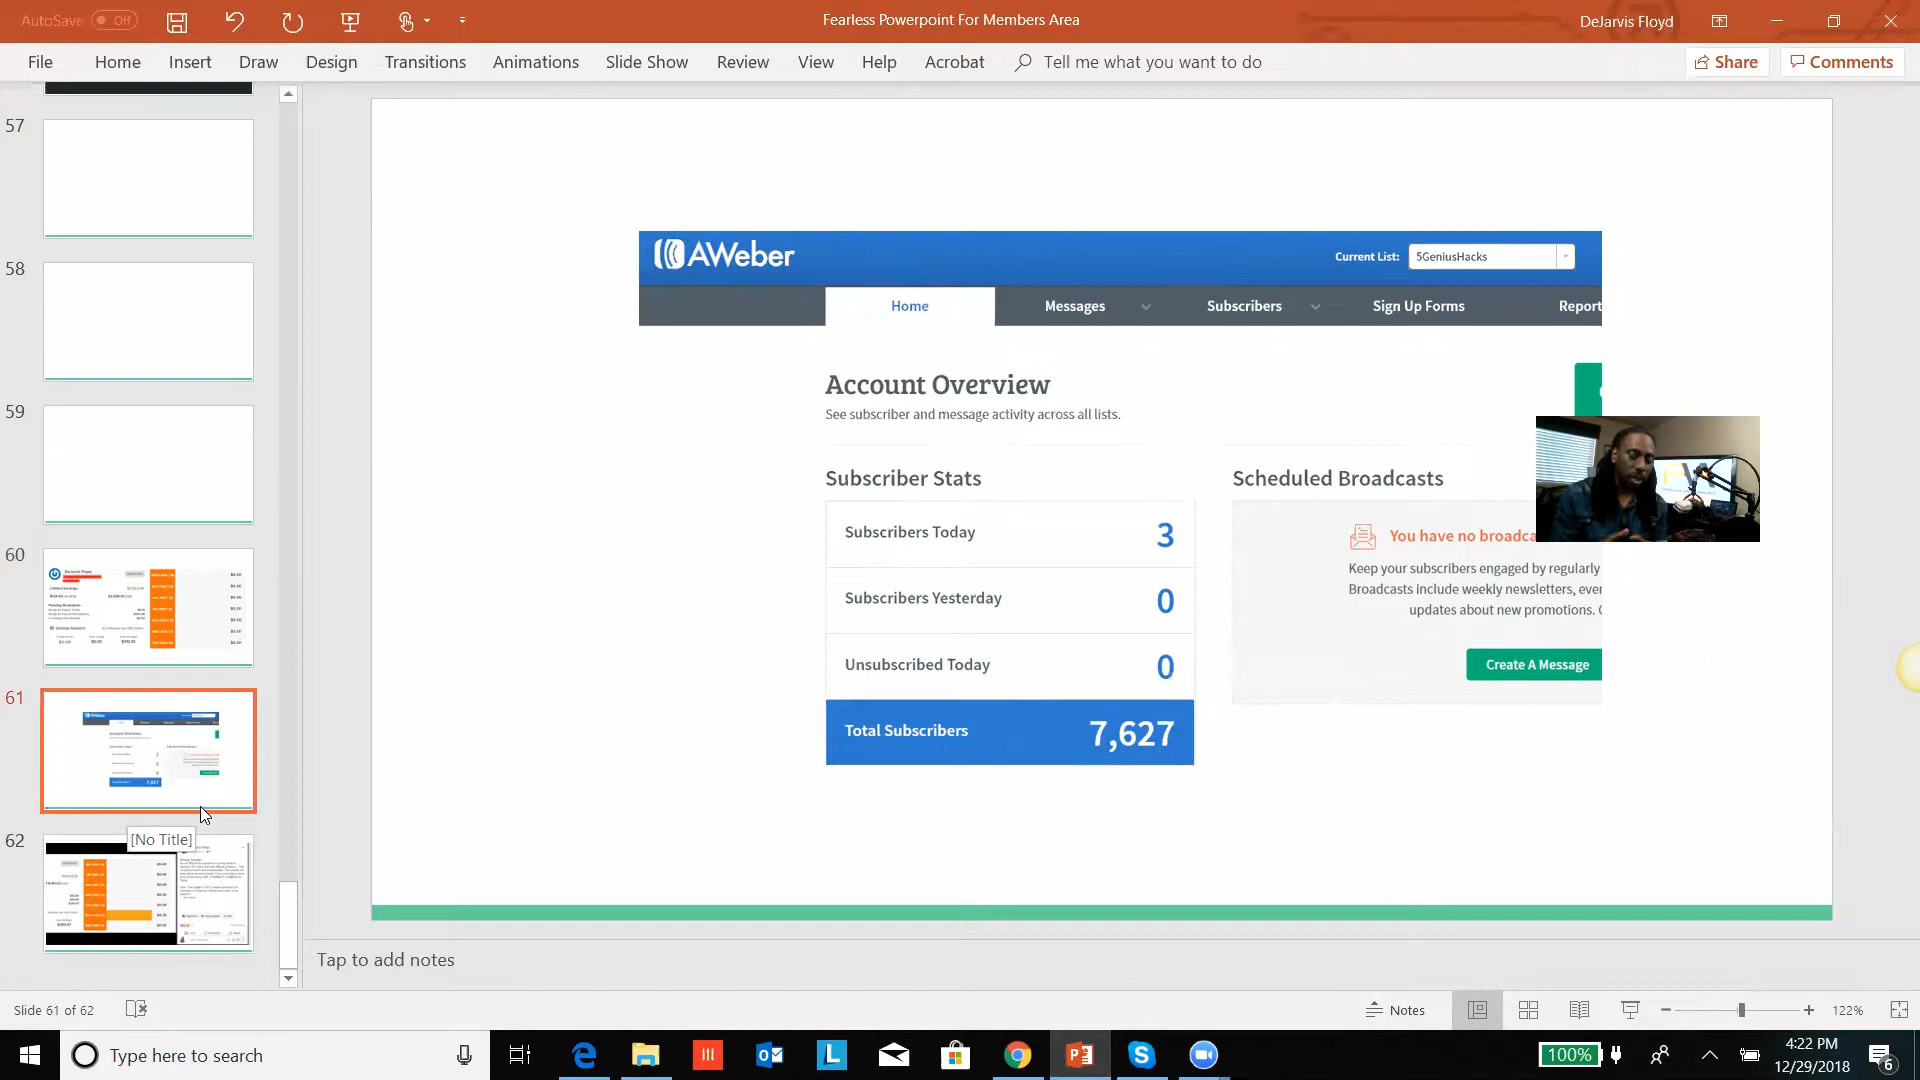 AutoSave Off
Fearless Powerpoint For Members Area
DeJarvis Floyd
File Home Insert Draw Design Transitions Animations Slide Show Review View Help Acrobat Tell me what you want to do
Share Comments
57
58
59
60
61
62
[No Title]
AWeber
Current List: 5GeniusHacks
Home Messages Subscribers Sign Up Forms Report
Account Overview
See subscriber and message activity across all lists.
Subscriber Stats
Subscribers Today 3
Subscribers Yesterday 0
Unsubscribed Today 0
Total Subscribers 7,627
Scheduled Broadcasts
You have no broadca
Keep your subscribers engaged by regularly
Broadcasts include weekly newsletters, ever
updates about new promotions.
Create A Message
Tap to add notes
Slide 61 of 62
Notes
122%
Type here to search
100%
4:22 PM
12/29/2018
6